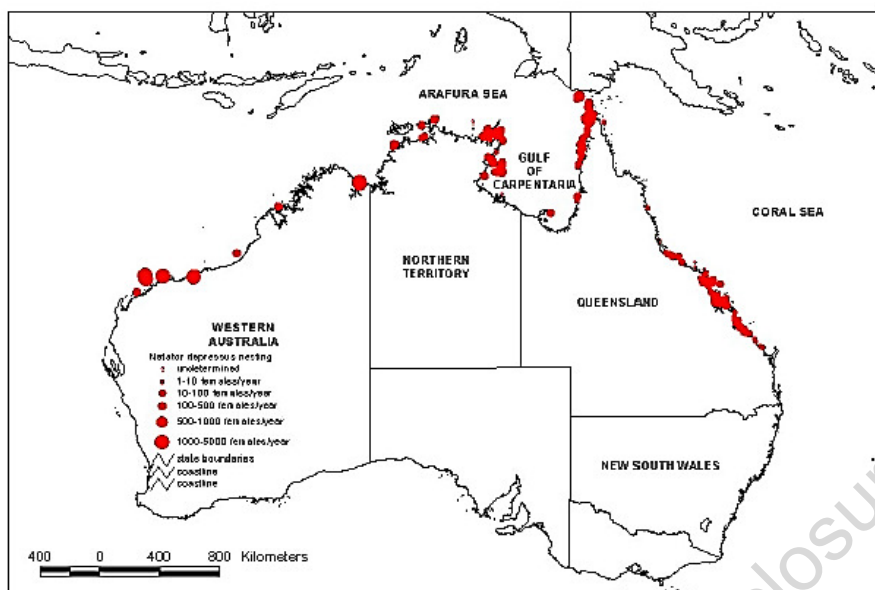 ARAFURA SEA
GULF
OF
CARPENTARIA
CORAL SEA
NORTHERN
TERRITORY
QUEENSLAND
WESTERN
AUSTRALIA
Natator depressus nesting
undetermined
1-10 females/year
10-100 females/year
100-500 females/year
500-1000 females/year
1000-5000 females/year
state boundaries
coastline
coastline
NEW SOUTH WALES
400 0 400 800 Kilometers